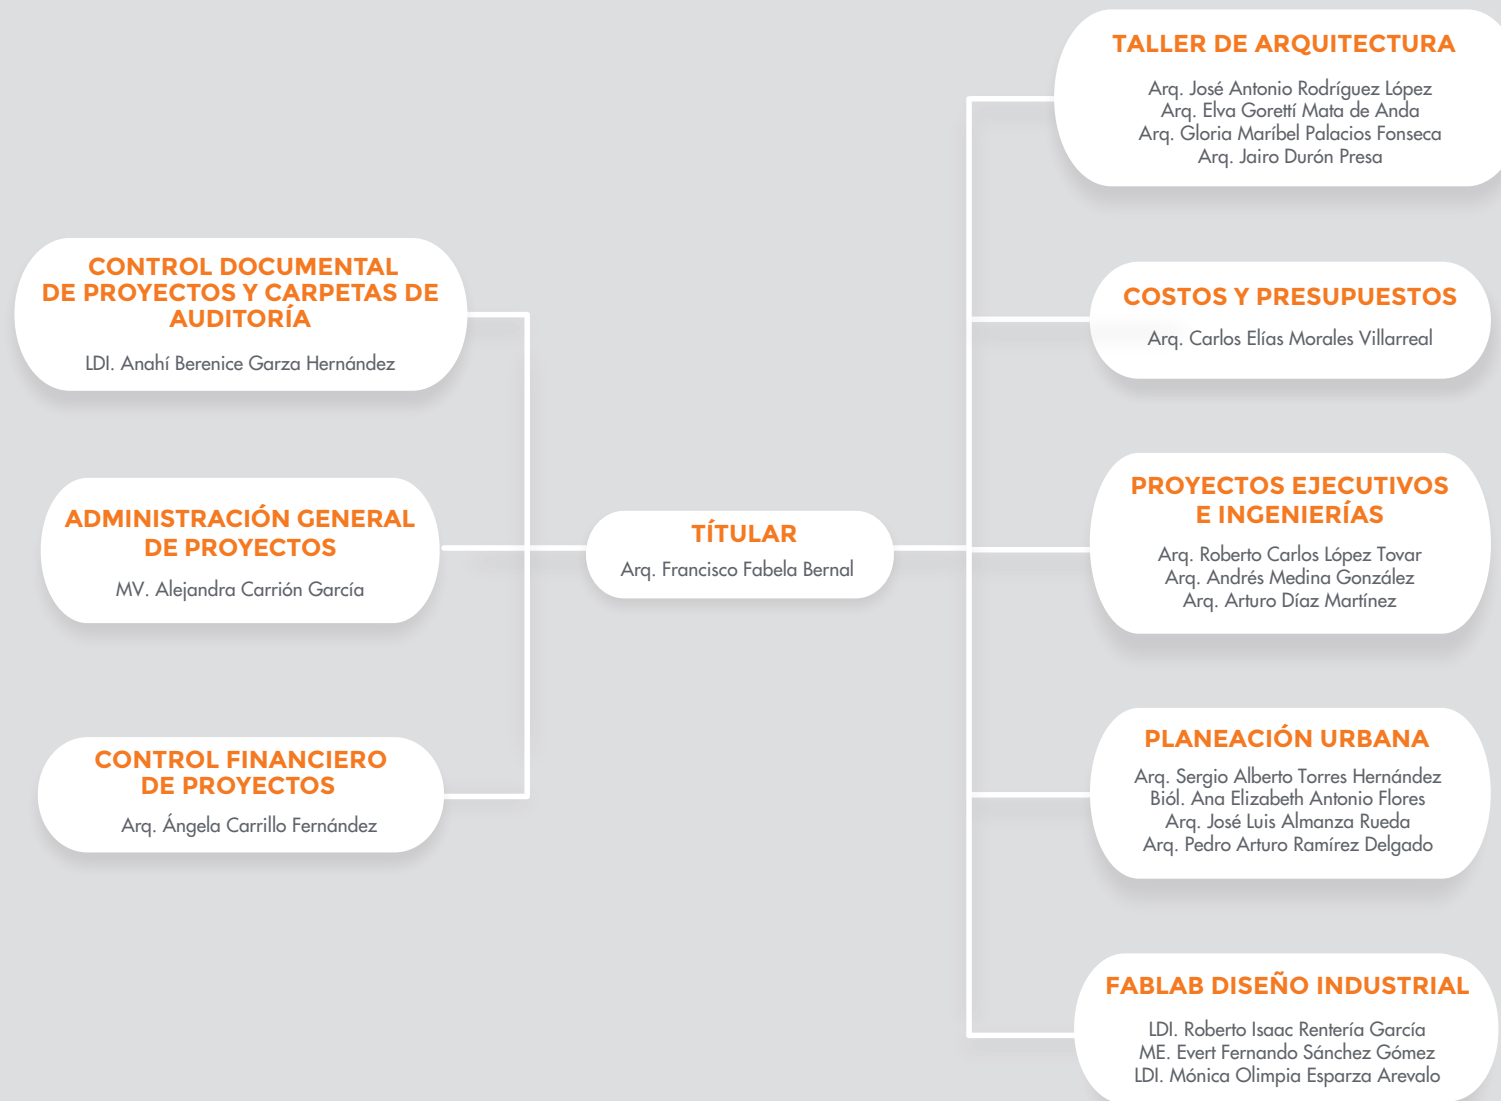 CONTROL DOCUMENTAL
DE PROYECTOS Y CARPETAS DE
AUDITORÍA
LDI. Anahí Berenice Garza Hernández
ADMINISTRACIÓN GENERAL
DE PROYECTOS
MV. Alejandra Carrión García
CONTROL FINANCIERO
DE PROYECTOS
Arq. Ángela Carrillo Fernández
TÍTULAR
Arq. Francisco Fabela Bernal
TALLER DE ARQUITECTURA
Arq. José Antonio Rodríguez López
Arq. Elva Gorettí Mata de Anda
Arq. Gloria Maríbel Palacios Fonseca
Arq. Jairo Durón Presa
COSTOS Y PRESUPUESTOS
Arq. Carlos Elías Morales Villarreal
PROYECTOS EJECUTIVOS
E INGENIERÍAS
Arq. Roberto Carlos López Tovar
Arq. Andrés Medina González
Arq. Arturo Díaz Martínez
PLANEACIÓN URBANA
Arq. Sergio Alberto Torres Hernández
Biól. Ana Elizabeth Antonio Flores
Arq. José Luis Almanza Rueda
Arq. Pedro Arturo Ramírez Delgado
FABLAB DISEÑO INDUSTRIAL
LDI. Roberto Isaac Rentería García
ME. Evert Fernando Sánchez Gómez
LDI. Mónica Olimpia Esparza Arevalo